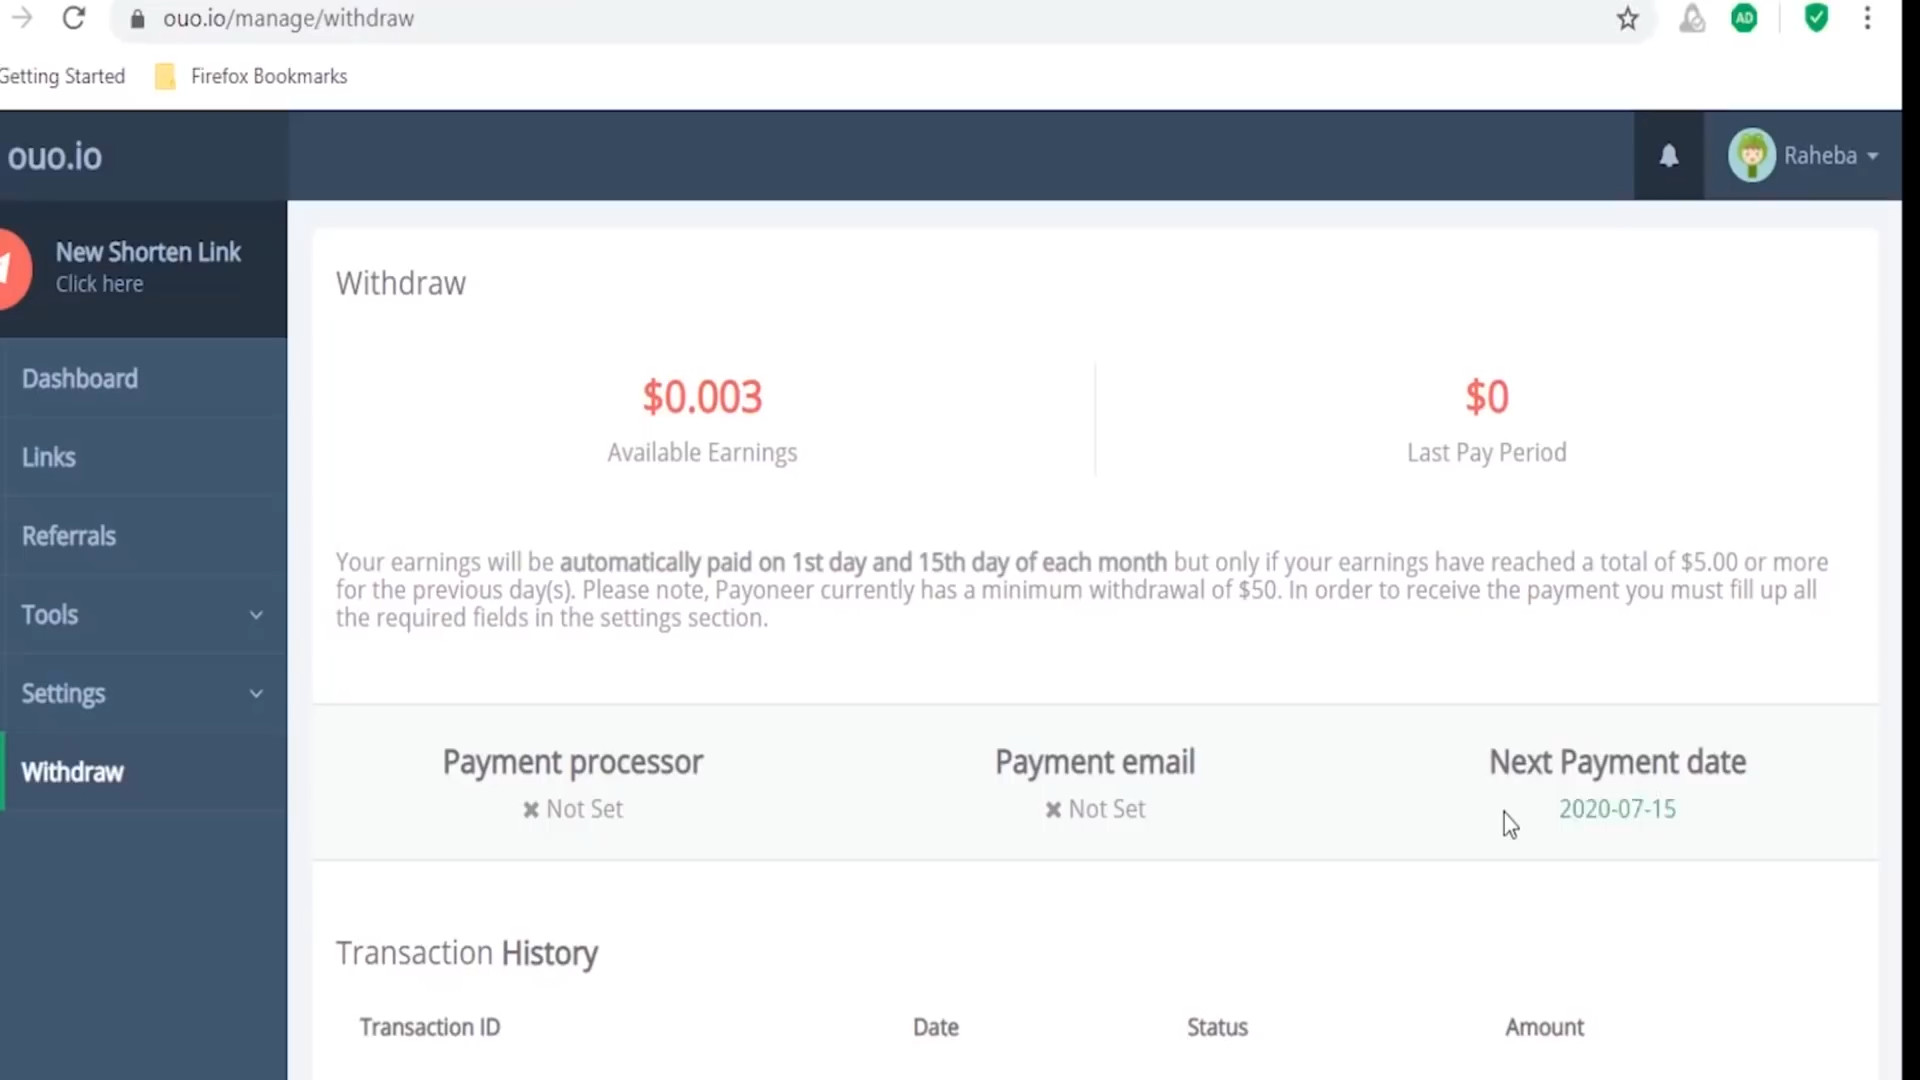 ouo.io/manage/withdraw
AD
Getting Started
Firefox Bookmarks
ouo.io
Raheba
New Shorten Link
Click here
Dashboard
Links
Referrals
Tools
Settings
Withdraw
Withdraw
$0.003
Available Earnings
$0
Last Pay Period
Your earnings will be automatically paid on 1st day and 15th day of each month but only if your earnings have reached a total of $5.00 or more
for the previous day(s). Please note, Payoneer currently has a minimum withdrawal of $50. In order to receive the payment you must fill up all
the required fields in the settings section.
Payment processor
✖ Not Set
Payment email
✖ Not Set
Next Payment date
2020-07-15
Transaction History
Transaction ID
Date
Status
Amount